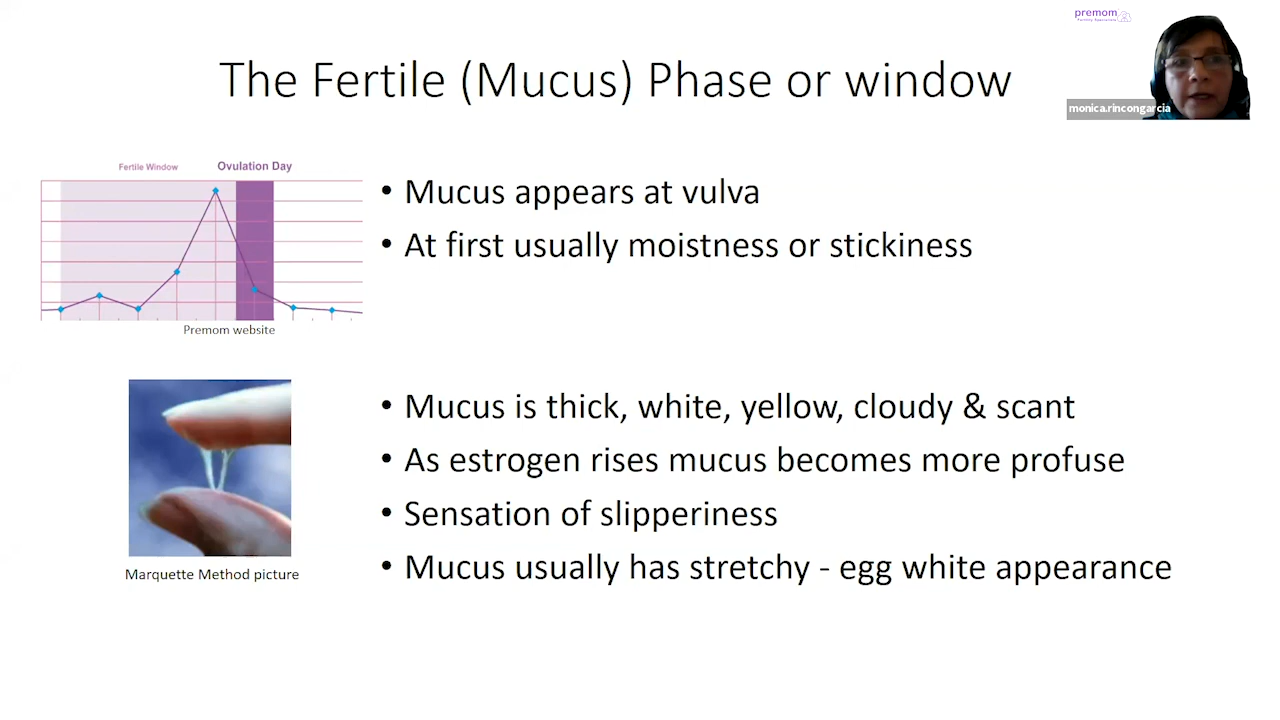 premom
Fertility Specialists
monica.rincongarcia
The Fertile (Mucus) Phase or window
Fertile Window
Ovulation Day
Premom website
• Mucus appears at vulva
• At first usually moistness or stickiness
Marquette Method picture
• Mucus is thick, white, yellow, cloudy & scant
• As estrogen rises mucus becomes more profuse
• Sensation of slipperiness
• Mucus usually has stretchy - egg white appearance